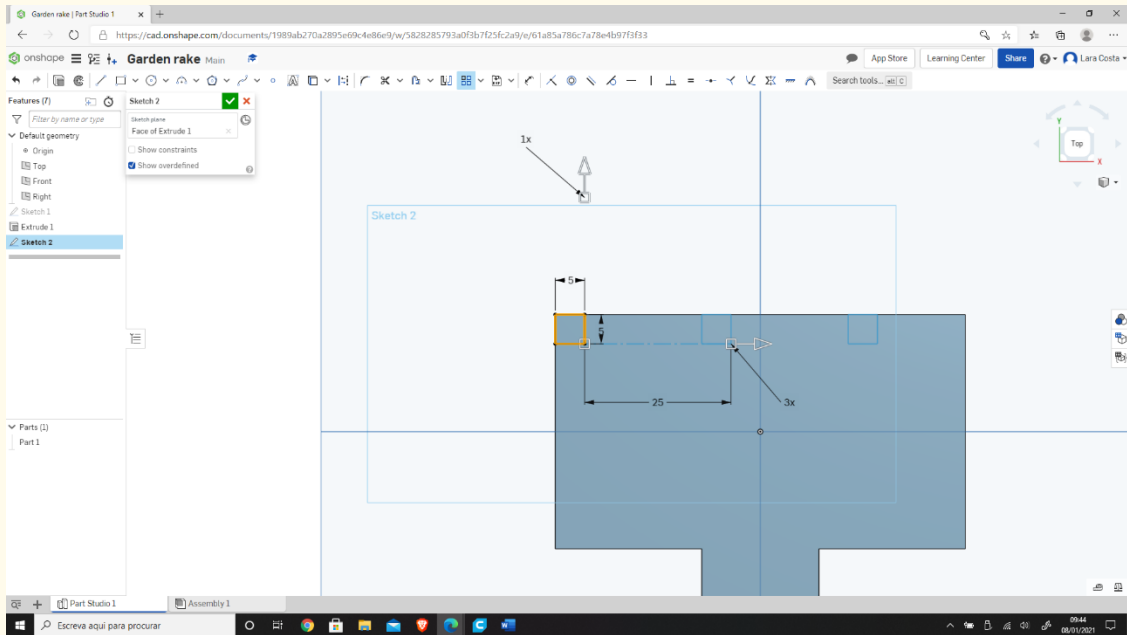 Garden rake | Part Studio 1
https://cad.onshape.com/documents/1989ab270a2895e69c4e86e9/w/5828285793a0f3b7f25fc2a9/e/61a85a786c7a78e4b97f3f33
onshape Garden rake Main App Store Learning Center Share Lara Costa
Search tools... alt C
Features (7)
Filter by name or type
Default geometry
Origin
Top
Front
Right
Sketch 1
Extrude 1
Sketch 2
Sketch 2
Sketch plane
Face of Extrude 1
Show constraints
Show overdefined
1x
Sketch 2
5
5
25
3x
Y
Top
X
Parts (1)
Part 1
Part Studio 1 Assembly 1
Escreva aqui para procurar
09:44
08/01/2021